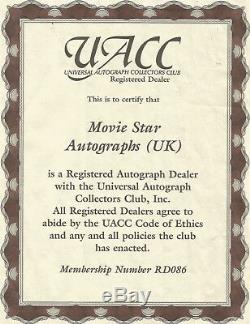 UACC
UNIVERSAL AUTOGRAPH COLLECTORS CLUB
Registered Dealer
This is to certify that
Movie Star
Autographs (UK)
is a Registered Autograph Dealer
with the Universal Autograph
Collectors Club, Inc.
All Registered Dealers agree to
abide by the UACC Code of Ethics
and any and all policies the club
has enacted.
Membership Number RD086